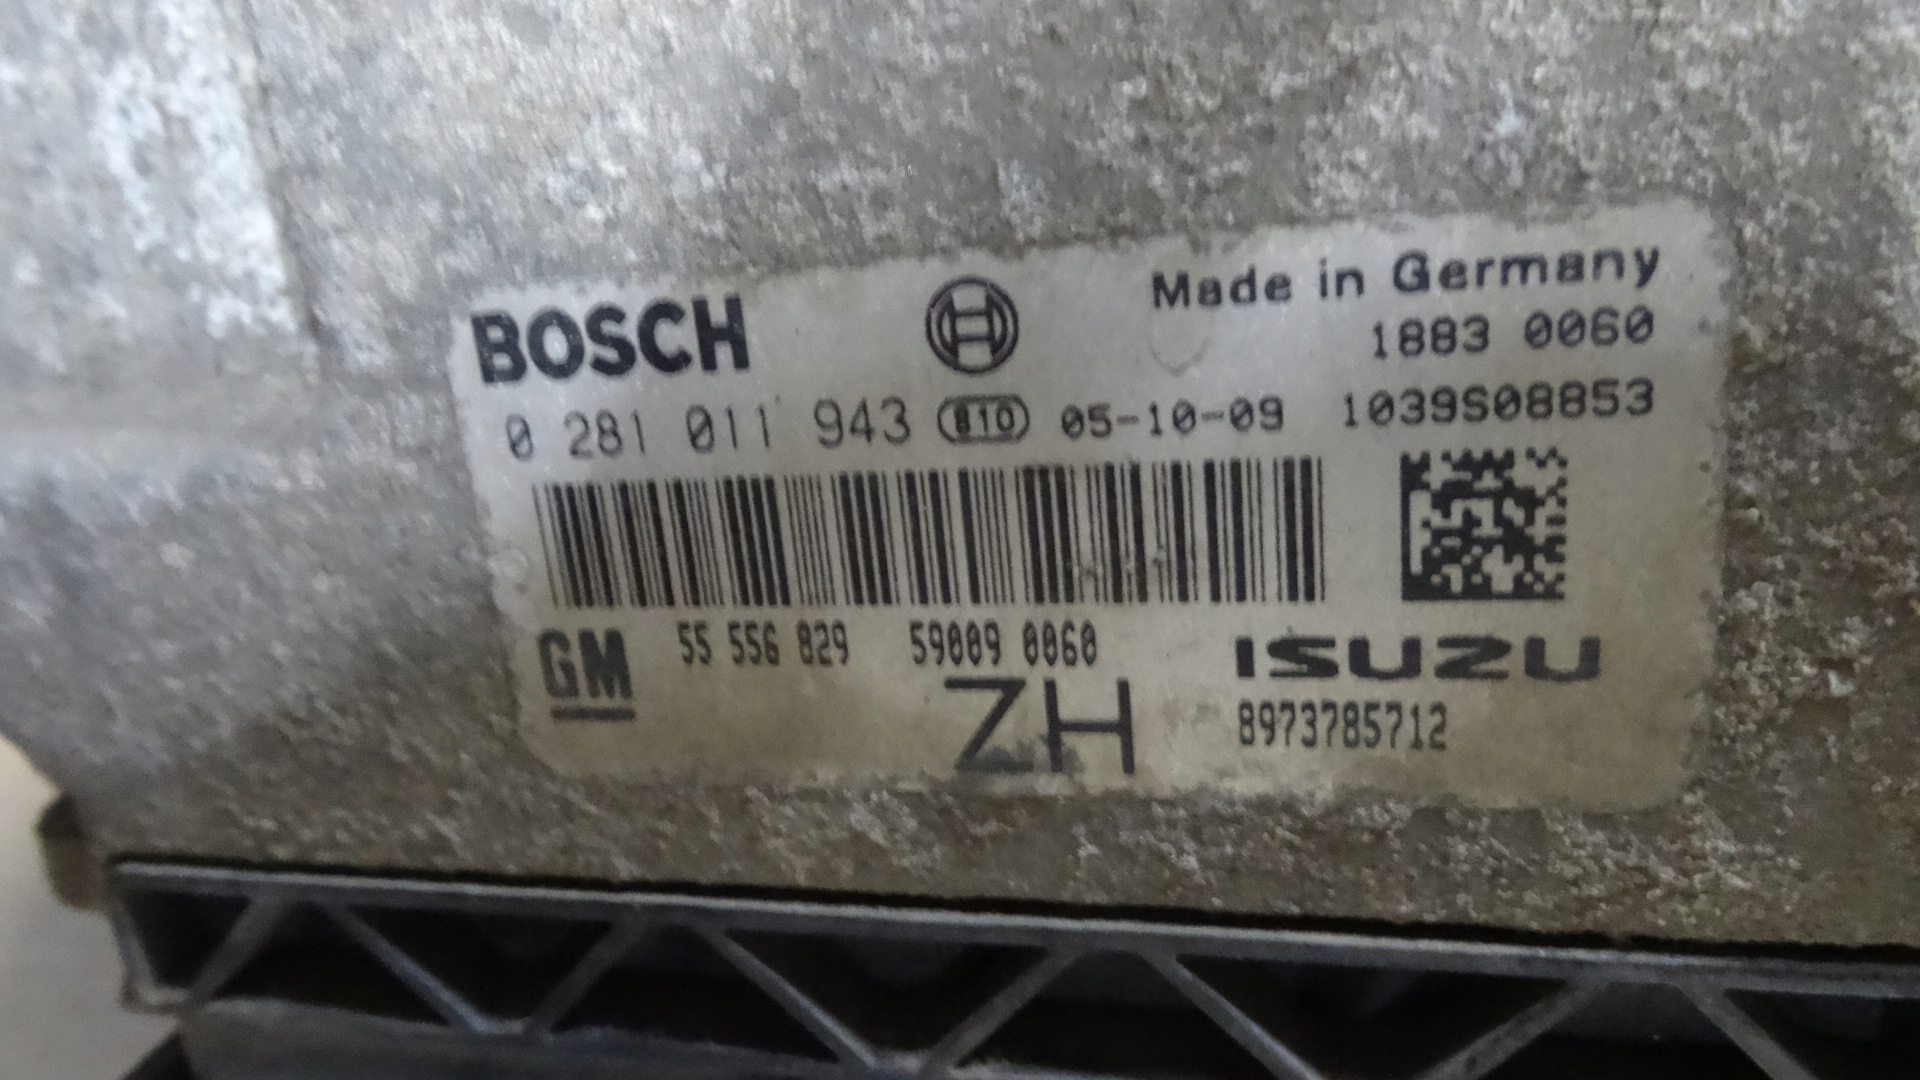 BOSCH
Made in Germany
1883 0060
0 281 011 943 810 05-10-09 1039S08853
GM 55 556 829 59009 0060 ISUZU
ZH 8973785712